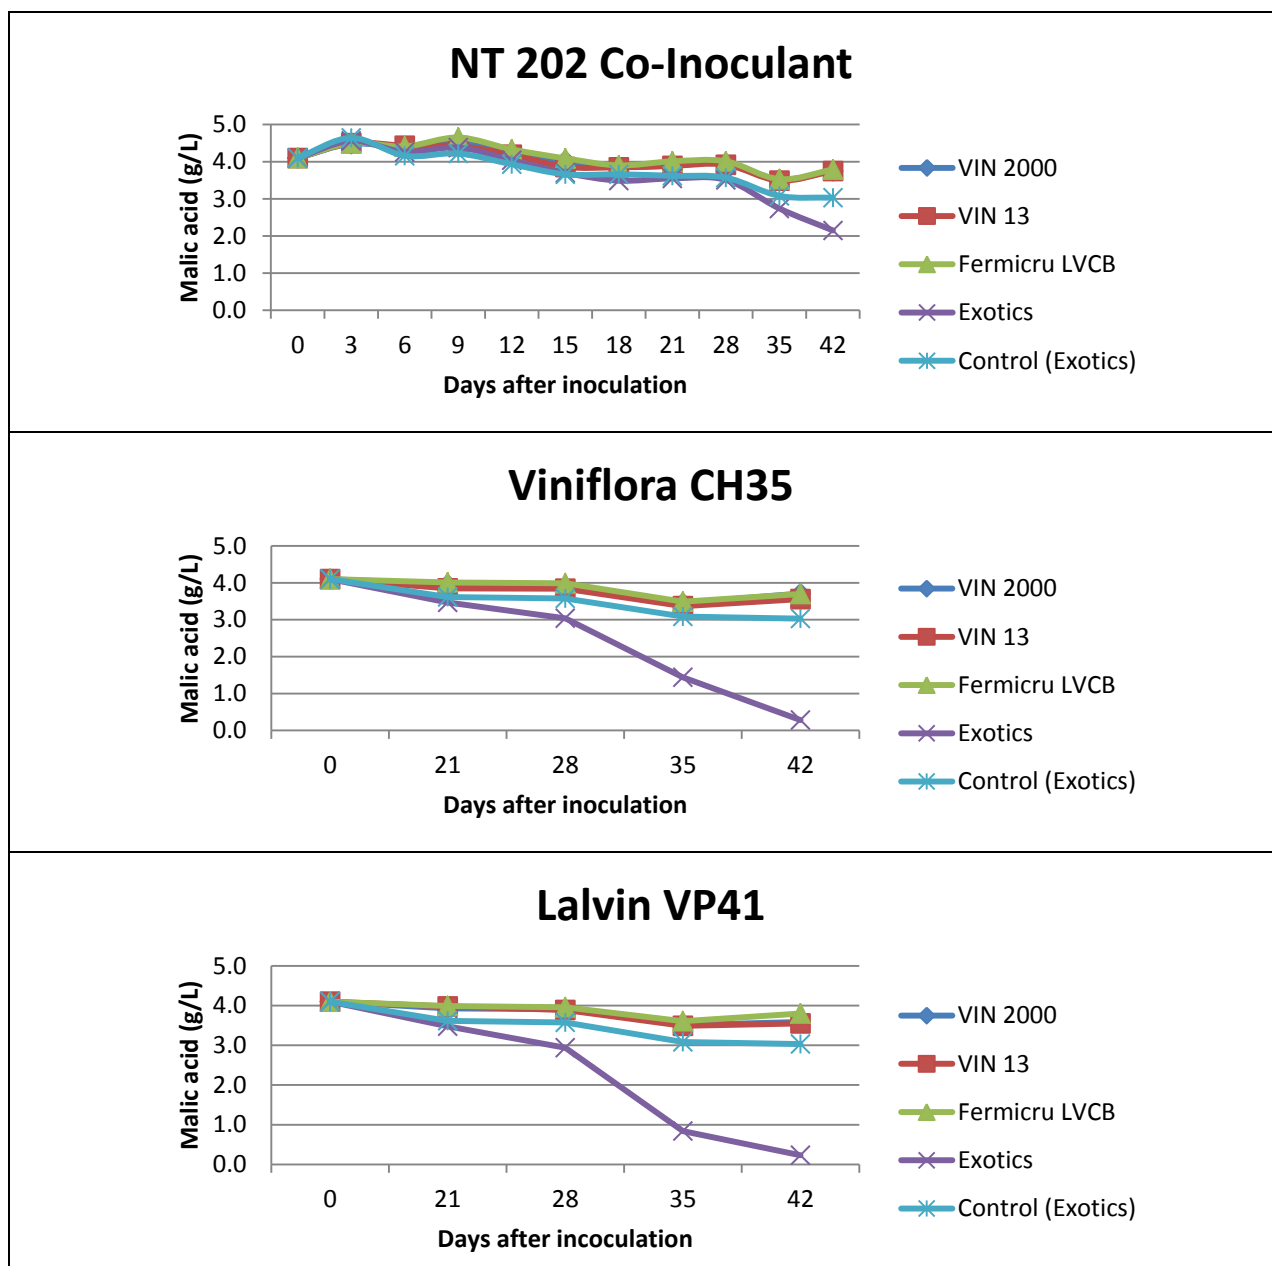 NT 202 Co-Inoculant
Malic acid (g/L)
5.0
4.0
3.0
2.0
1.0
0.0
0 3 6 9 12 15 18 21 28 35 42
Days after inoculation
VIN 2000
VIN 13
Fermicru LVCB
Exotics
Control (Exotics)
Viniflora CH35
Malic acid (g/L)
5.0
4.0
3.0
2.0
1.0
0.0
0 21 28 35 42
Days after inoculation
VIN 2000
VIN 13
Fermicru LVCB
Exotics
Control (Exotics)
Lalvin VP41
Malic acid (g/L)
5.0
4.0
3.0
2.0
1.0
0.0
0 21 28 35 42
Days after incoculation
VIN 2000
VIN 13
Fermicru LVCB
Exotics
Control (Exotics)